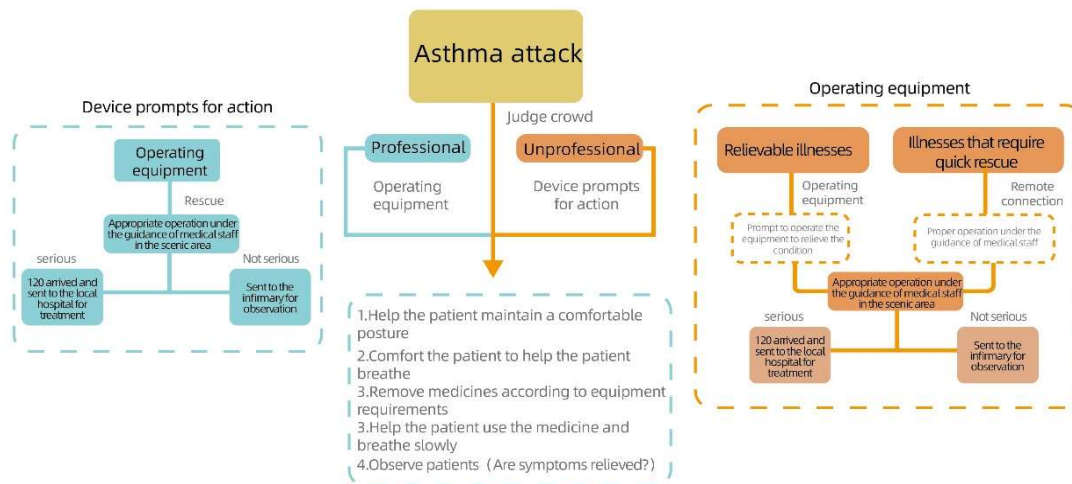 Asthma attack
Judge crowd
Professional
Unprofessional
Operating
equipment
Device prompts
for action
1.Help the patient maintain a comfortable
posture
2.Comfort the patient to help the patient
breathe
3.Remove medicines according to equipment
requirements
3.Help the patient use the medicine and
breathe slowly
4.Observe patients（Are symptoms relieved?）
Device prompts for action
Operating
equipment
Rescue
Appropriate operation under
the guidance of medical staff
in the scenic area
serious
Not serious
120 arrived and
sent to the local
hospital for
treatment
Sent to the
infirmary for
observation
Operating equipment
Relievable illnesses
Illnesses that require
quick rescue
Operating
equipment
Remote
connection
Prompt to operate the
equipment to relieve the
condition
Proper operation under the
guidance of medical staff
Appropriate operation under
the guidance of medical staff
in the scenic area
serious
Not serious
120 arrived and
sent to the local
hospital for
treatment
Sent to the
infirmary for
observation